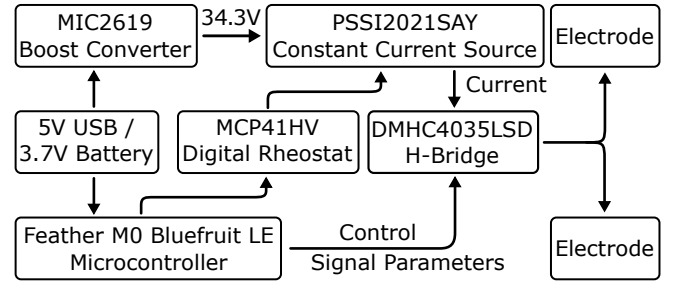 MIC2619
Boost Converter
34.3V
PSSI2021SAY
Constant Current Source
Electrode
Current
5V USB /
3.7V Battery
MCP41HV
Digital Rheostat
DMHC4035LSD
H-Bridge
Feather M0 Bluefruit LE
Microcontroller
Control
Signal Parameters
Electrode